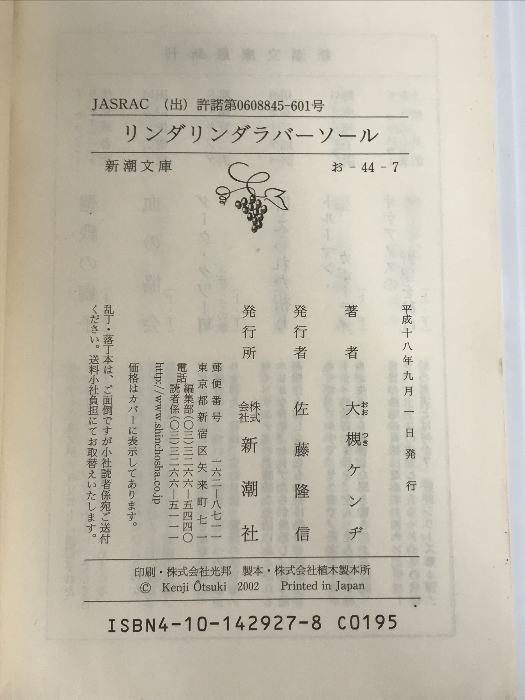 JASRAC (出) 許諾第0608845-601号
リンダリンダラバーソール
新潮文庫 お-44-7
平成十八年九月一日発行
著者 大槻ケンヂ
おお つき
発行者 佐藤隆信
発行所 株式会社 新潮社
郵便番号 一六二―八七一一
東京都新宿区矢来町七一
電話 編集部(〇三)三二六六―五四四〇
読者係(〇三)三二六六―五一一一
http://www.shinchosha.co.jp
価格はカバーに表示してあります。
乱丁・落丁本は、ご面倒ですが小社読者係宛ご送付
ください。送料小社負担にてお取替えいたします。
印刷・株式会社光邦 製本・株式会社植木製本所
© Kenji Ôtsuki 2002 Printed in Japan
ISBN4-10-142927-8 C0195